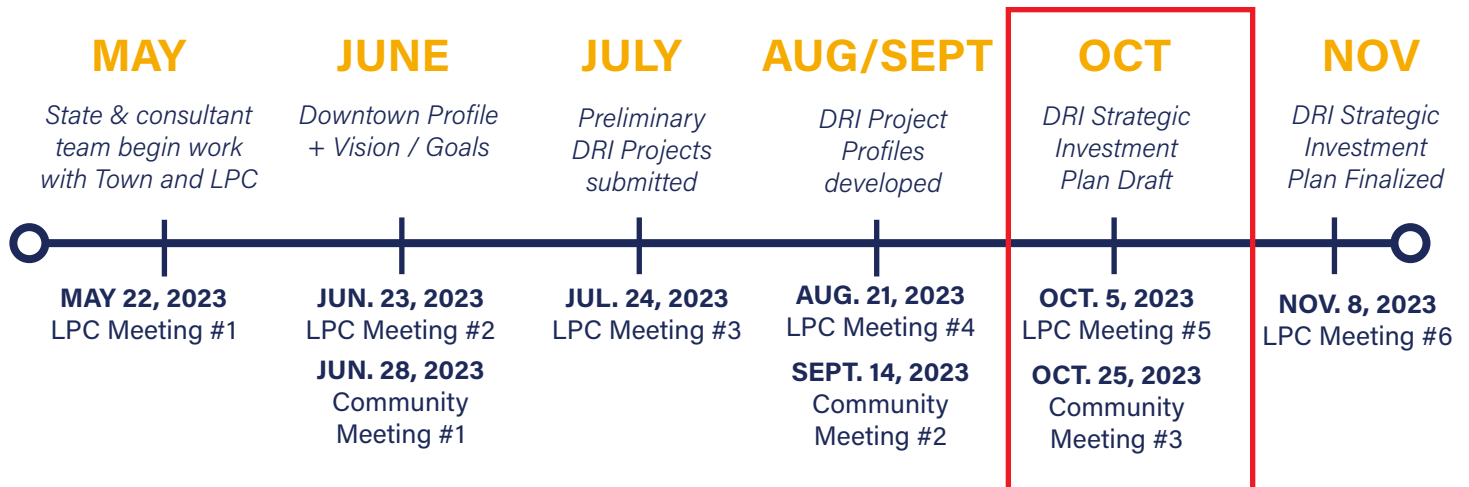 MAY
State & consultant
team begin work
with Town and LPC
MAY 22, 2023
LPC Meeting #1
JUNE
Downtown Profile
+ Vision / Goals
JUN. 23, 2023
LPC Meeting #2
JUN. 28, 2023
Community
Meeting #1
JULY
Preliminary
DRI Projects
submitted
JUL. 24, 2023
LPC Meeting #3
AUG/SEPT
DRI Project
Profiles
developed
AUG. 21, 2023
LPC Meeting #4
SEPT. 14, 2023
Community
Meeting #2
OCT
DRI Strategic
Investment
Plan Draft
OCT. 5, 2023
LPC Meeting #5
OCT. 25, 2023
Community
Meeting #3
NOV
DRI Strategic
Investment
Plan Finalized
NOV. 8, 2023
LPC Meeting #6